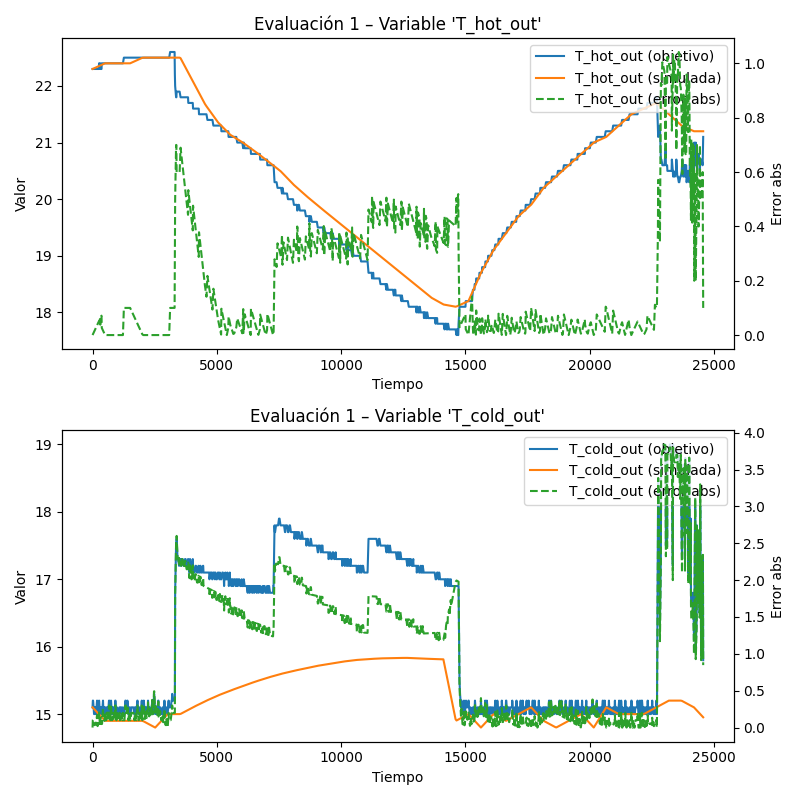 Evaluación 1 – Variable 'T_hot_out'
T_hot_out (objetivo)
T_hot_out (simulada)
T_hot_out (error abs)
Valor
22
21
20
19
18
1.0
0.8
0.6
0.4
0.2
0.0
Error abs
0
5000
10000
15000
20000
25000
Tiempo
Evaluación 1 – Variable 'T_cold_out'
T_cold_out (objetivo)
T_cold_out (simulada)
T_cold_out (error abs)
Valor
19
18
17
16
15
4.0
3.5
3.0
2.5
2.0
1.5
1.0
0.5
0.0
Error abs
0
5000
10000
15000
20000
25000
Tiempo